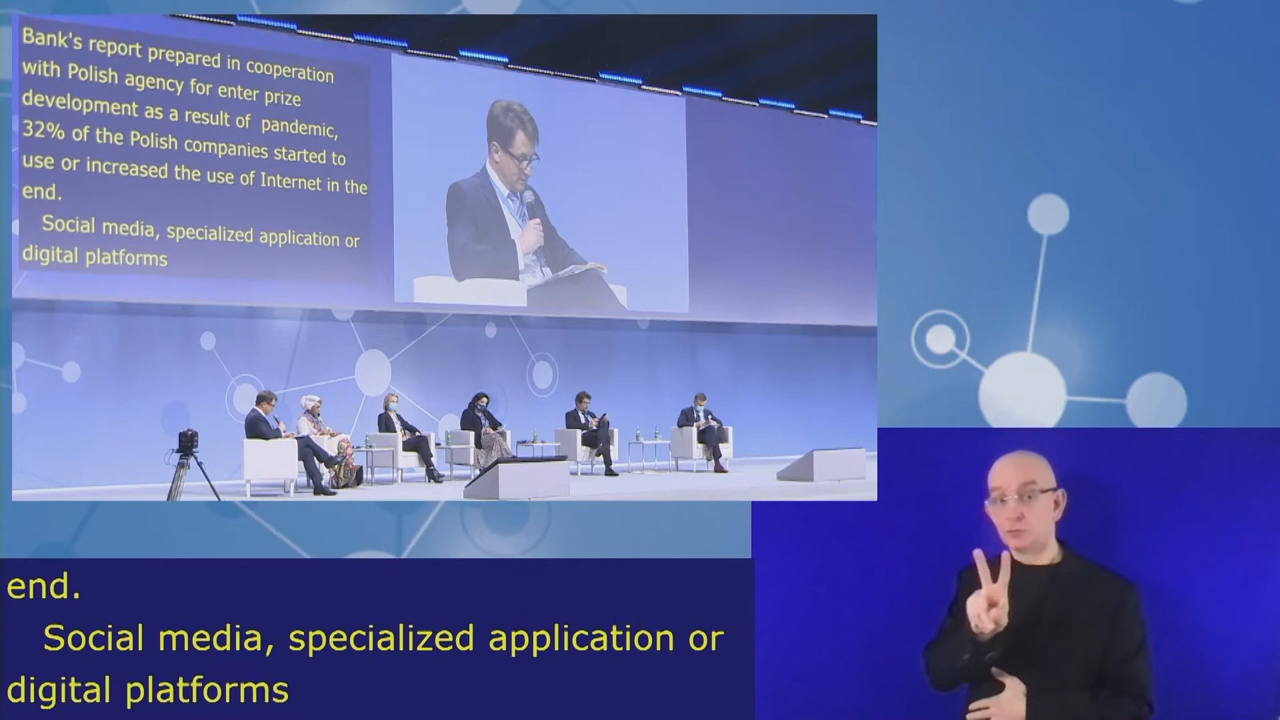 Bank's report prepared in cooperation
with Polish agency for enter prize
development as a result of pandemic,
32% of the Polish companies started to
use or increased the use of Internet in the
end.
Social media, specialized application or
digital platforms
end.
Social media, specialized application or
digital platforms